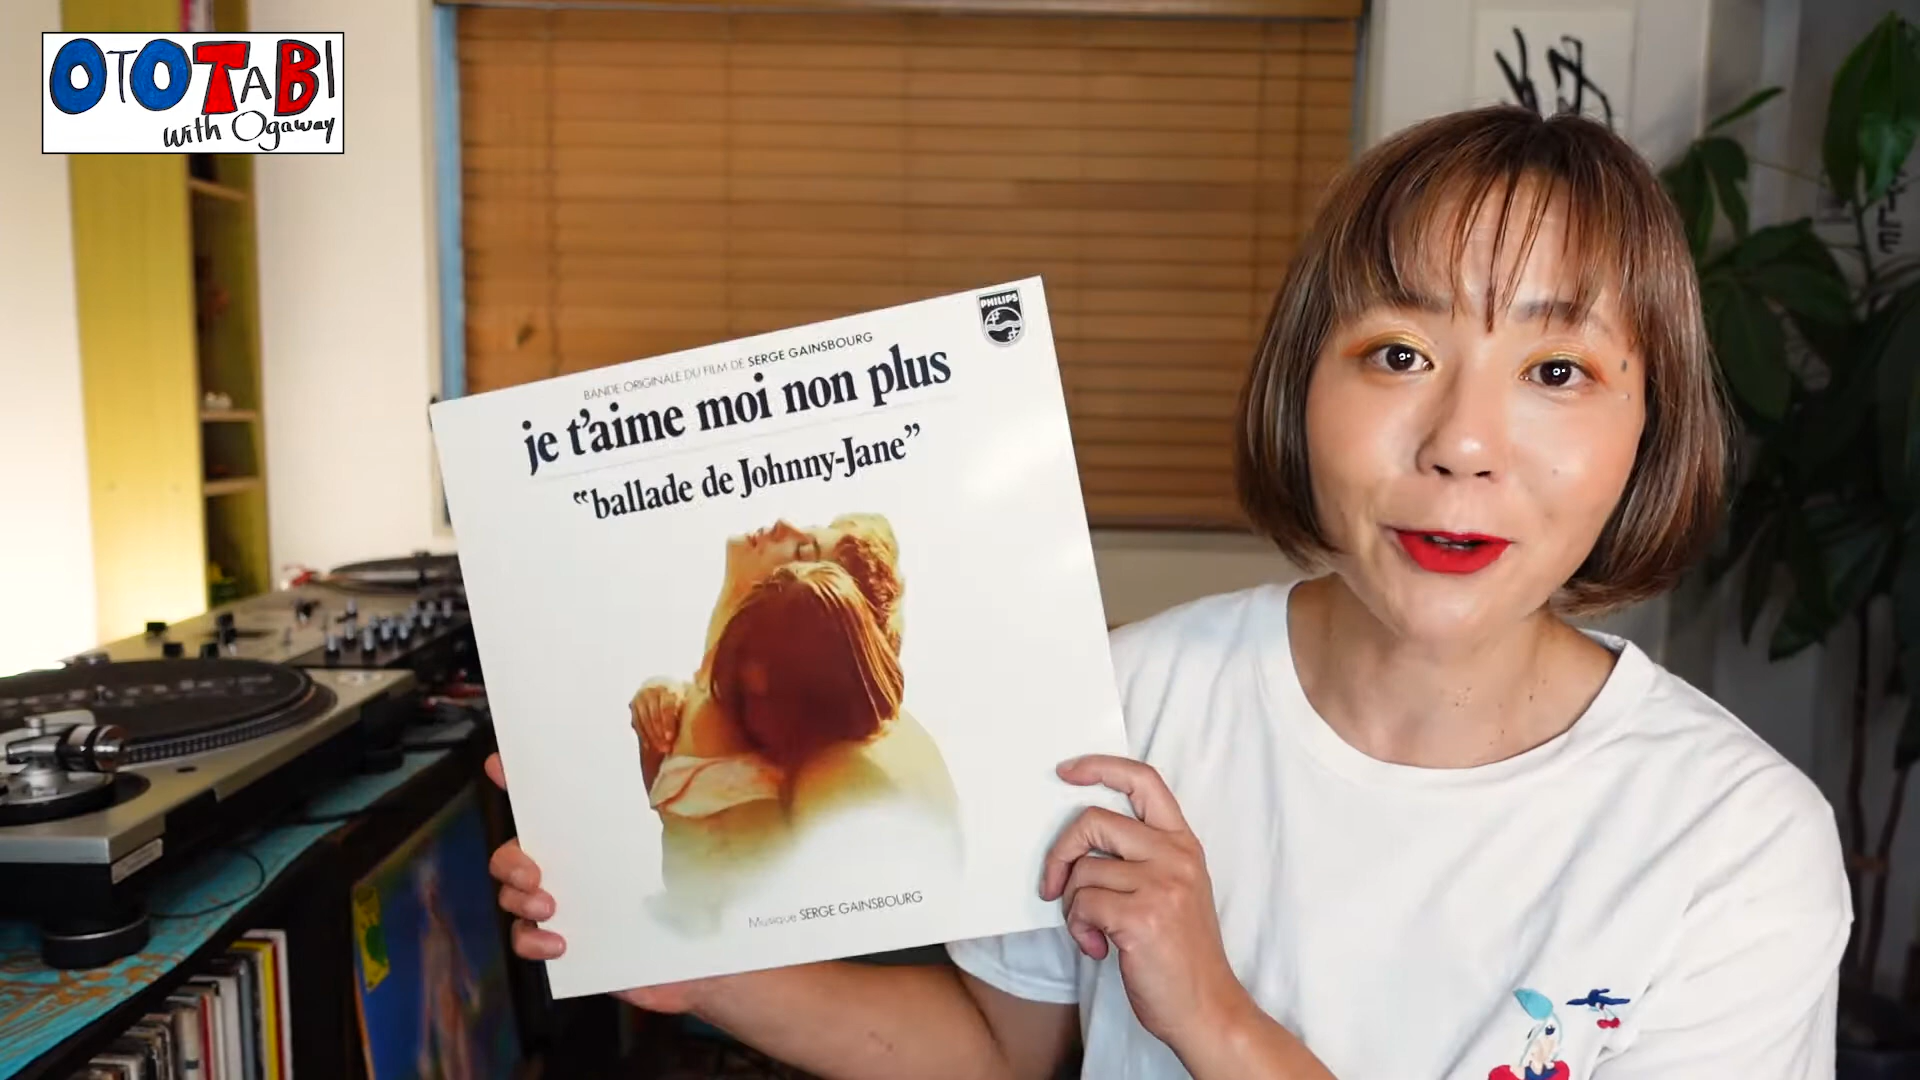 OTOTABI
with Ogaway
PHILIPS
BANDE ORIGINALE DU FILM DE SERGE GAINSBOURG
je t'aime moi non plus
“ballade de Johnny-Jane”
Musique SERGE GAINSBOURG